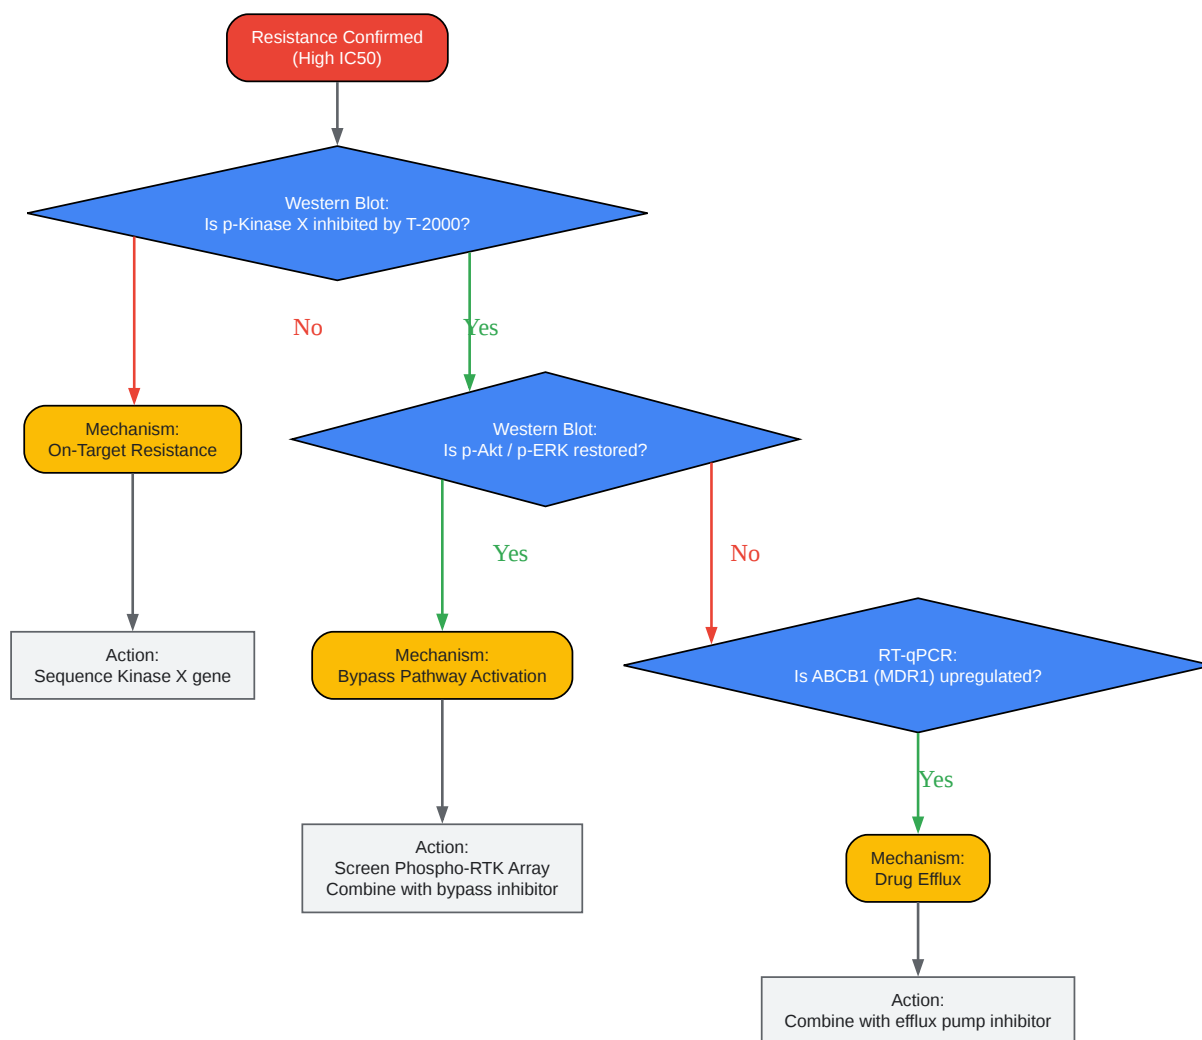 Resistance Confirmed
(High IC50)
Western Blot:
Is p-Kinase X inhibited by T-2000?
No
Yes
Mechanism:
On-Target Resistance
Western Blot:
Is p-Akt / p-ERK restored?
Yes
No
Action:
Sequence Kinase X gene
Mechanism:
Bypass Pathway Activation
RT-qPCR:
Is ABCB1 (MDR1) upregulated?
Yes
Action:
Screen Phospho-RTK Array
Combine with bypass inhibitor
Mechanism:
Drug Efflux
Action:
Combine with efflux pump inhibitor